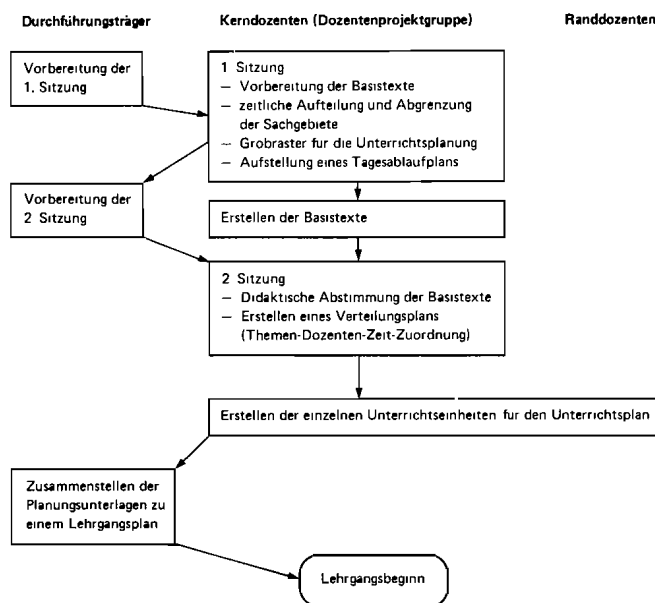 Durchführungsträger
Kerndozenten (Dozentenprojektgruppe)
Randdozenten
Vorbereitung der
1. Sitzung
1 Sitzung
– Vorbereitung der Basistexte
– zeitliche Aufteilung und Abgrenzung
der Sachgebiete
– Grobraster für die Unterrichtsplanung
– Aufstellung eines Tagesablaufplans
Vorbereitung der
2 Sitzung
Erstellen der Basistexte
2 Sitzung
– Didaktische Abstimmung der Basistexte
– Erstellen eines Verteilungsplans
(Themen-Dozenten-Zeit-Zuordnung)
Erstellen der einzelnen Unterrichtseinheiten fur den Unterrichtsplan
Zusammenstellen der
Planungsunterlagen zu
einem Lehrgangsplan
Lehrgangsbeginn